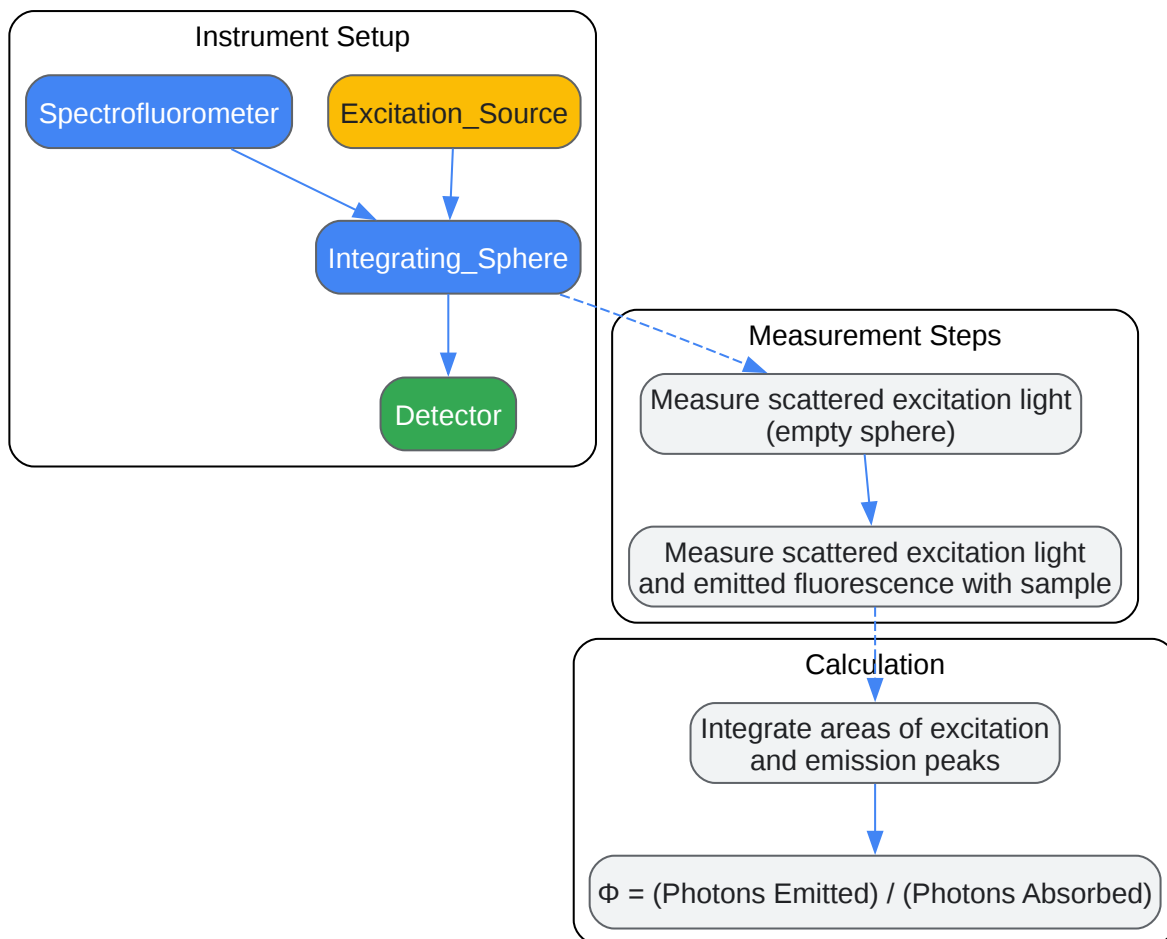 Instrument Setup
Spectrofluorometer
Excitation_Source
Integrating_Sphere
Detector
Measurement Steps
Measure scattered excitation light
(empty sphere)
Measure scattered excitation light
and emitted fluorescence with sample
Calculation
Integrate areas of excitation
and emission peaks
Φ = (Photons Emitted) / (Photons Absorbed)